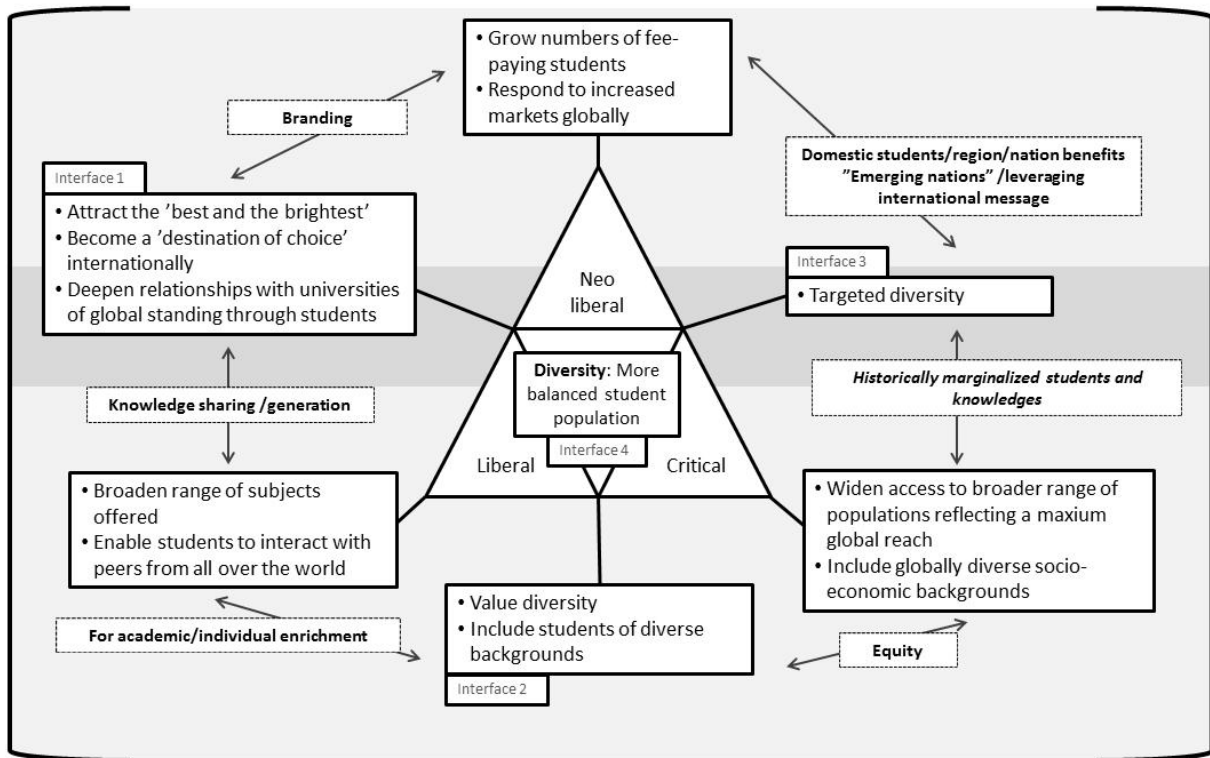 • Grow numbers of fee-
paying students
• Respond to increased
markets globally
Branding
Domestic students/region/nation benefits
”Emerging nations” /leveraging
international message
Interface 1
• Attract the ’best and the brightest’
• Become a ’destination of choice’
internationally
• Deepen relationships with universities
of global standing through students
Neo
liberal
Interface 3
• Targeted diversity
Diversity: More
balanced student
population
Interface 4
Liberal
Critical
Knowledge sharing /generation
Historically marginalized students and
knowledges
• Broaden range of subjects
offered
• Enable students to interact with
peers from all over the world
• Widen access to broader range of
populations reflecting a maxium
global reach
• Include globally diverse socio-
economic backgrounds
For academic/individual enrichment
• Value diversity
• Include students of diverse
backgrounds
Interface 2
Equity